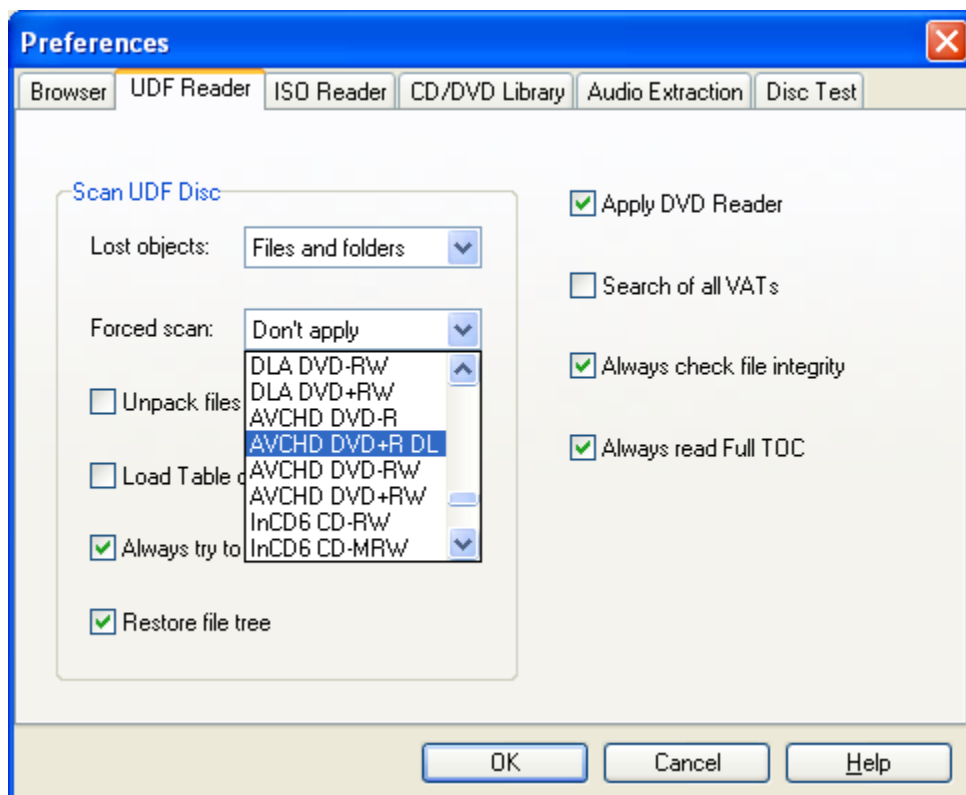 Preferences
Browser UDF Reader ISO Reader CD/DVD Library Audio Extraction Disc Test
Scan UDF Disc
Lost objects: Files and folders
Forced scan: Don't apply
DLA DVD-RW
DLA DVD+RW
AVCHD DVD-R
AVCHD DVD+R DL
AVCHD DVD-RW
AVCHD DVD+RW
InCD6 CD-RW
InCD6 CD-MRW
Unpack files
Load Table
Always try to
Restore file tree
Apply DVD Reader
Search of all VATs
Always check file integrity
Always read Full TOC
OK Cancel Help